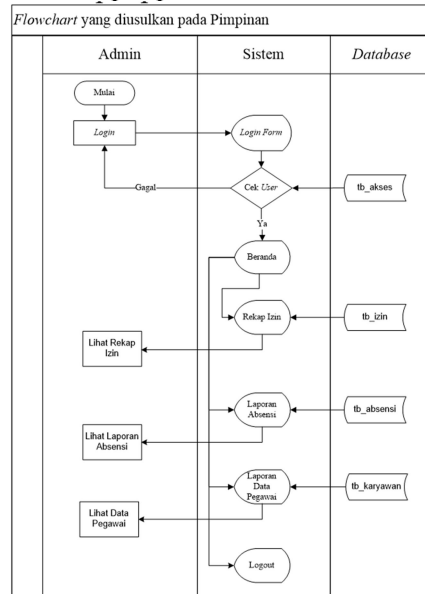 Flowchart yang diusulkan pada Pimpinan
Admin
Sistem
Database
Mulai
Login
Login Form
Gagal
Cek User
tb_akses
Ya
Beranda
Rekap Izin
tb_izin
Lihat Rekap
Izin
Laporan
Absensi
tb_absensi
Lihat Laporan
Absensi
Laporan
Data
Pegawai
tb_karyawan
Lihat Data
Pegawai
Logout